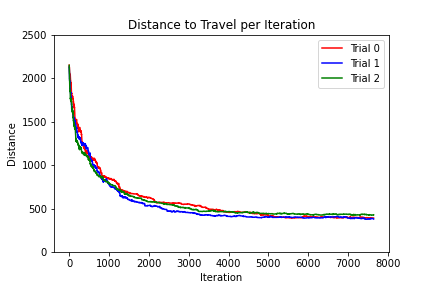 Distance to Travel per Iteration
2500
2000
1500
1000
500
0
Distance
Trial 0
Trial 1
Trial 2
0 1000 2000 3000 4000 5000 6000 7000 8000
Iteration